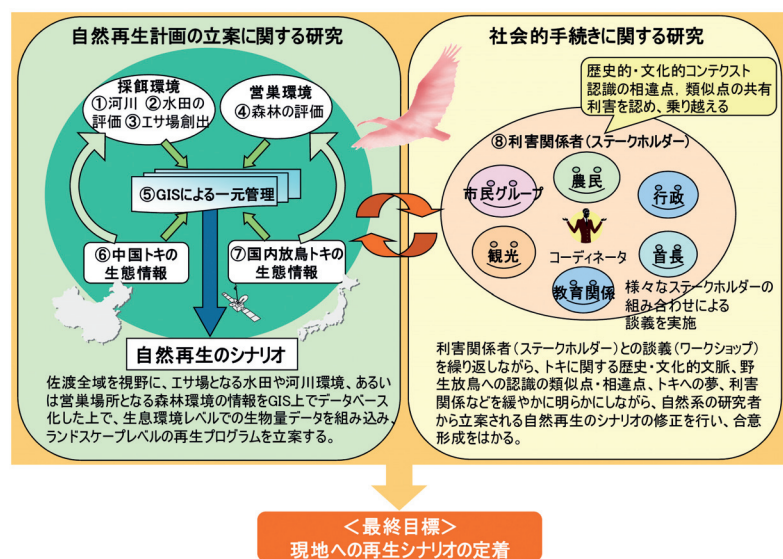 自然再生計画の立案に関する研究
採餌環境
①河川 ②水田の
評価 ③エサ場創出
営巣環境
④森林の評価
⑤GISによる一元管理
⑥中国トキの
生態情報
⑦国内放鳥トキの
生態情報
自然再生のシナリオ
佐渡全域を視野に、エサ場となる水田や河川環境、あるい
は営巣場所となる森林環境の情報をGIS上でデータベース
化した上で、生息環境レベルでの生物量データを組み込み、
ランドスケープレベルの再生プログラムを立案する。
社会的手続きに関する研究
歴史的・文化的コンテクスト
認識の相違点，類似点の共有
利害を認め、乗り越える
⑧利害関係者（ステークホルダー）
市民グループ
農民
行政
観光
コーディネータ
首長
教育関係
様々なステークホルダーの
組み合わせによる
談義を実施
利害関係者（ステークホルダー）との談義（ワークショップ）
を繰り返しながら、トキに関する歴史・文化的文脈、野
生放鳥への認識の類似点・相違点、トキへの夢、利害
関係などを緩やかに明らかにしながら、自然系の研究者
から立案される自然再生のシナリオの修正を行い、合意
形成をはかる。
＜最終目標＞
現地への再生シナリオの定着